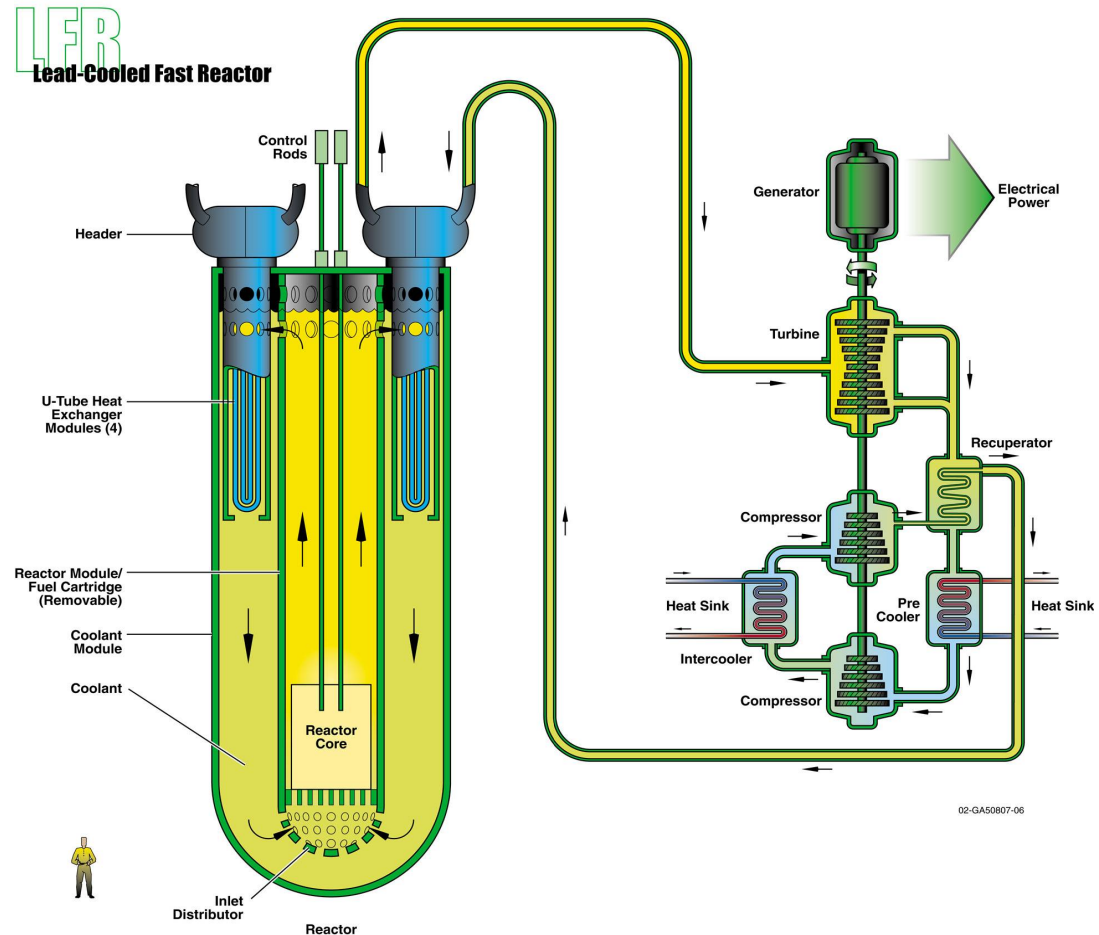 LFR
Lead-Cooled Fast Reactor
Control
Rods
Header
U-Tube Heat
Exchanger
Modules (4)
Reactor Module/
Fuel Cartridge
(Removable)
Coolant
Module
Coolant
Reactor
Core
Inlet
Distributor
Reactor
Generator
Electrical
Power
Turbine
Recuperator
Compressor
Heat Sink
Pre
Cooler
Heat Sink
Intercooler
Compressor
02-GA50807-06